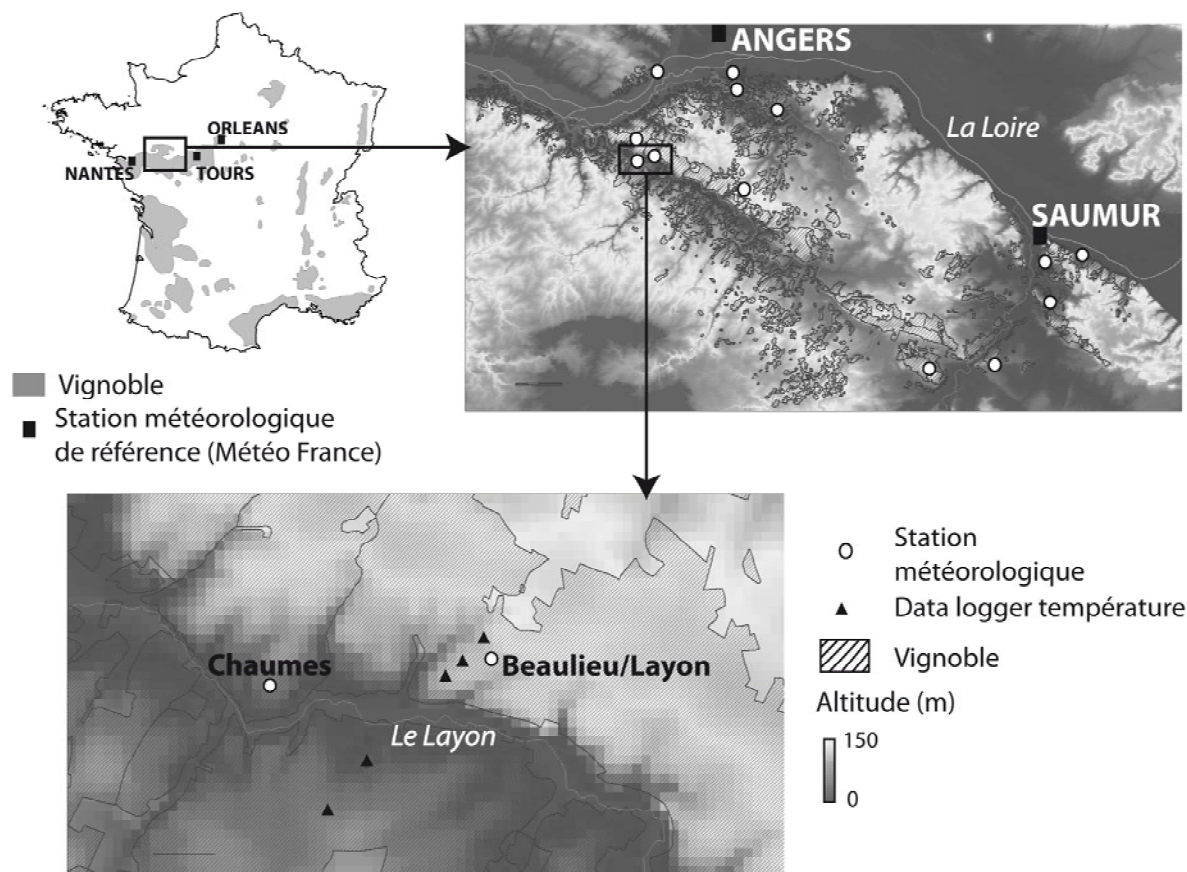 ORLEANS
NANTES
TOURS
ANGERS
La Loire
SAUMUR
Vignoble
Station météorologique
de référence (Météo France)
Chaumes
Beaulieu/Layon
Le Layon
Station
météorologique
Data logger température
Vignoble
Altitude (m)
150
0